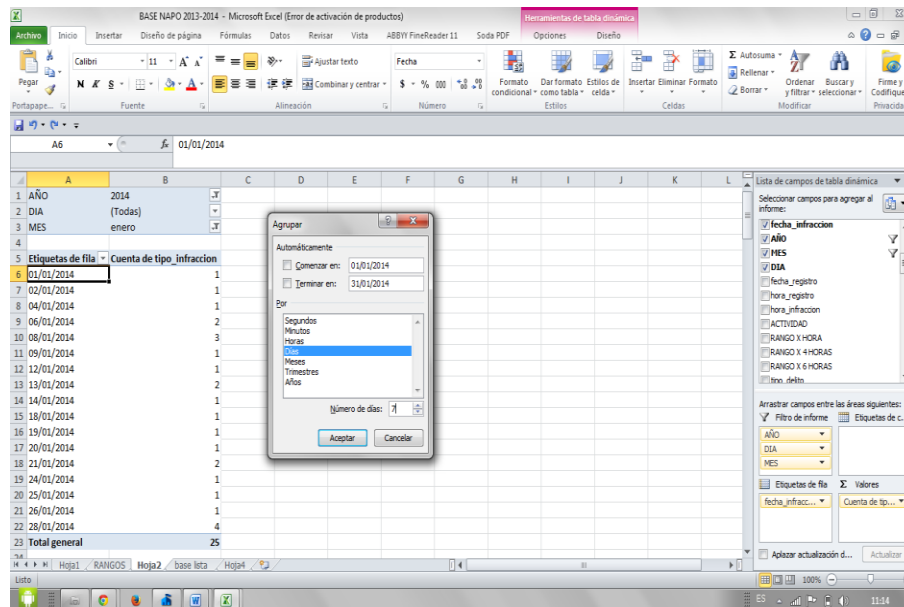 BASE NAPO 2013-2014 - Microsoft Excel (Error de activación de productos)
Herramientas de tabla dinámica
Archivo Inicio Insertar Diseño de página Fórmulas Datos Revisar Vista ABBYY FineReader 11 Soda PDF Opciones Diseño
Pegar
Calibri 11
N K S
Ajustar texto
Combinar y centrar
Fecha
$ % 000
Formato condicional
Dar formato como tabla
Estilos de celda
Insertar Eliminar Formato
Σ Autosuma
Rellenar
Borrar
Ordenar y filtrar
Buscar y seleccionar
Firme y
Codifique
Portapape... Fuente Alineación Número Estilos Celdas Modificar Privacida
A6 fx 01/01/2014
A B C D E F G H I J K L
1 AÑO 2014
2 DIA (Todas)
3 MES enero
4
5 Etiquetas de fila Cuenta de tipo_infraccion
6 01/01/2014 1
7 02/01/2014 1
8 04/01/2014 1
9 06/01/2014 2
10 08/01/2014 3
11 09/01/2014 1
12 12/01/2014 1
13 13/01/2014 2
14 14/01/2014 1
15 18/01/2014 1
16 19/01/2014 1
17 20/01/2014 1
18 21/01/2014 2
19 24/01/2014 1
20 25/01/2014 1
21 26/01/2014 1
22 28/01/2014 4
23 Total general 25
24
Agrupar
Automáticamente
Comenzar en: 01/01/2014
Terminar en: 31/01/2014
Por
Segundos
Minutos
Horas
Días
Meses
Trimestres
Años
Número de días: 7
Aceptar Cancelar
Lista de campos de tabla dinámica
Seleccionar campos para agregar al
informe:
fecha_infraccion
AÑO
MES
DIA
fecha_registro
hora_registro
hora_infraccion
ACTIVIDAD
RANGO X HORA
RANGO X 4 HORAS
RANGO X 6 HORAS
tipo_delito
Arrastrar campos entre las áreas siguientes:
Filtro de informe Etiquetas de c...
AÑO
DIA
MES
Etiquetas de fila Σ Valores
fecha_infracc... Cuenta de tip...
Aplazar actualización d... Actualizar
Hoja1 RANGOS Hoja2 base lista Hoja4
Listo 100%
ES 11:14